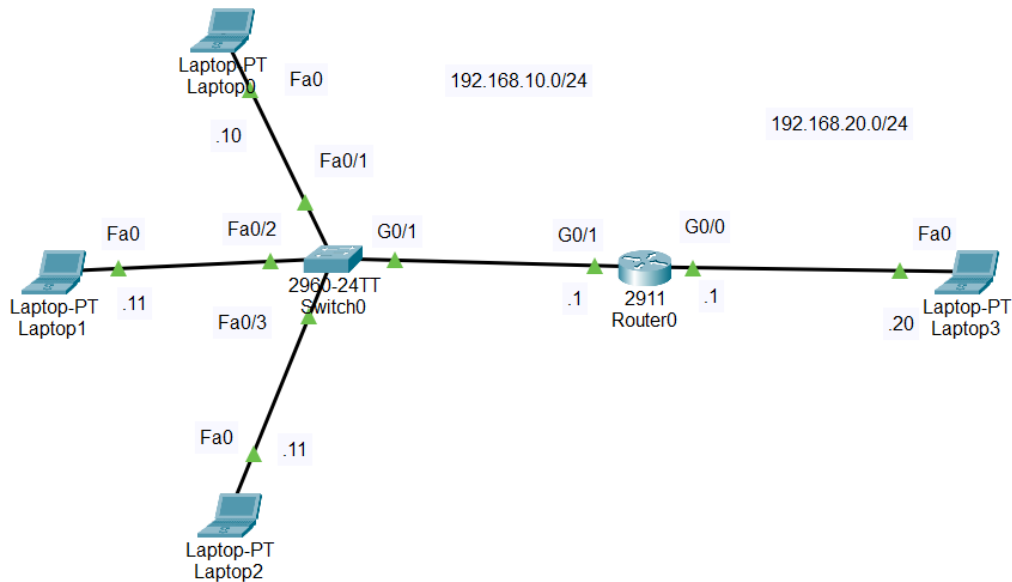 Laptop-PT
Laptop0
Fa0
192.168.10.0/24
192.168.20.0/24
.10
Fa0/1
Fa0
Fa0/2
G0/1
G0/1
G0/0
Fa0
Laptop-PT
Laptop1
.11
2960-24TT
Switch0
Fa0/3
.1
2911
Router0
.1
.20
Laptop-PT
Laptop3
Fa0
.11
Laptop-PT
Laptop2